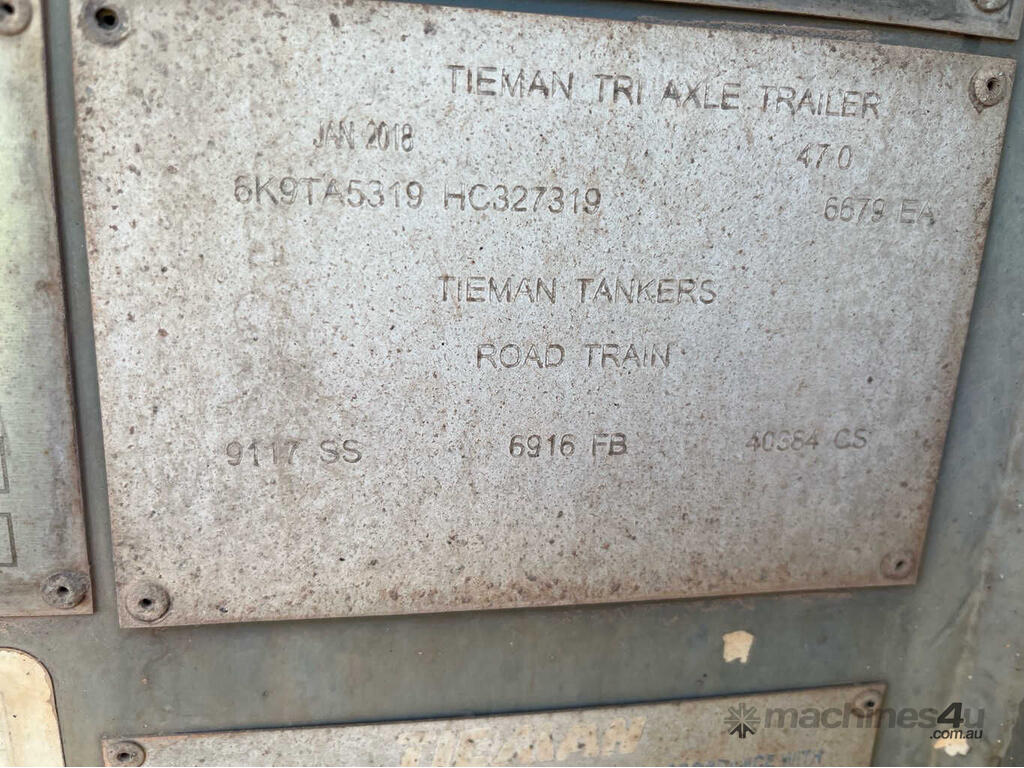 TIEMAN TRI AXLE TRAILER
JAN 2018 47.0
6K9TA5319 HC327319 6679 EA
TIEMAN TANKERS
ROAD TRAIN
9117 SS 6916 FB 40384 CS
TIEMAN
machines4u
.com.au